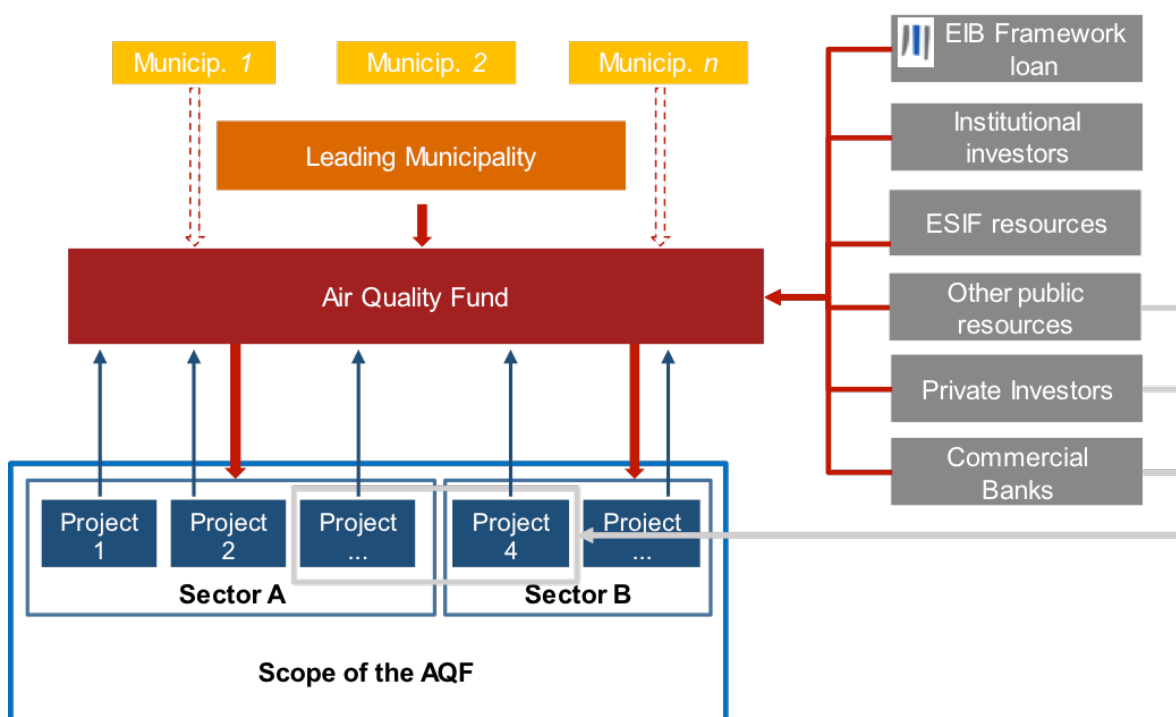 Municip. 1
Municip. 2
Municip. n
EIB Framework
loan
Leading Municipality
Institutional
investors
ESIF resources
Air Quality Fund
Other public
resources
Private Investors
Commercial
Banks
Project
1
Project
2
Project
...
Project
4
Project
...
Sector A
Sector B
Scope of the AQF